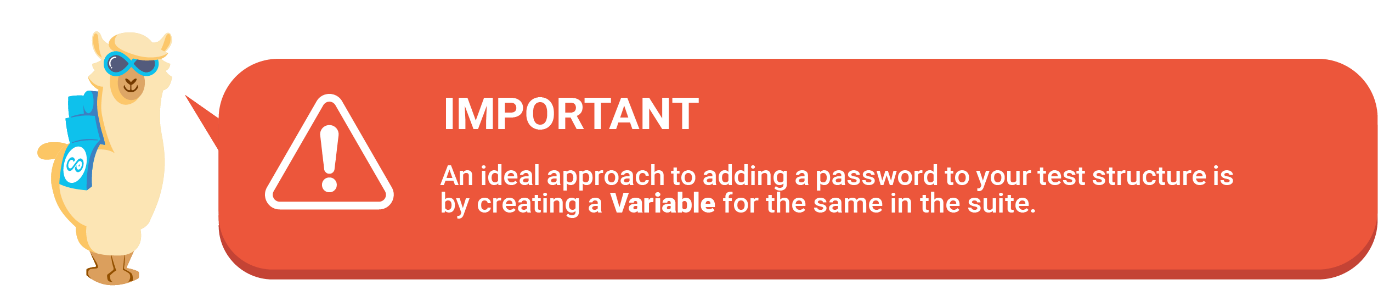 IMPORTANT
An ideal approach to adding a password to your test structure is
by creating a Variable for the same in the suite.